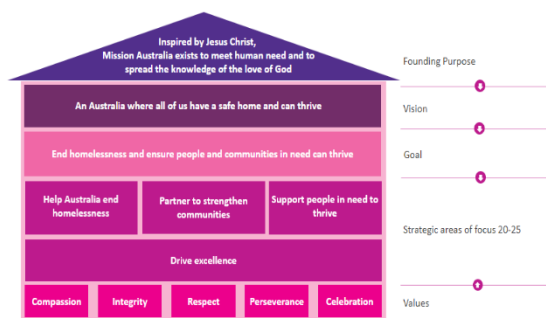 Inspired by Jesus Christ,
Mission Australia exists to meet human need and to
spread the knowledge of the love of God
Founding Purpose
An Australia where all of us have a safe home and can thrive
Vision
End homelessness and ensure people and communities in need can thrive
Goal
Help Australia end
homelessness
Partner to strengthen
communities
Support people in need to
thrive
Strategic areas of focus 20-25
Drive excellence
Compassion
Integrity
Respect
Perseverance
Celebration
Values